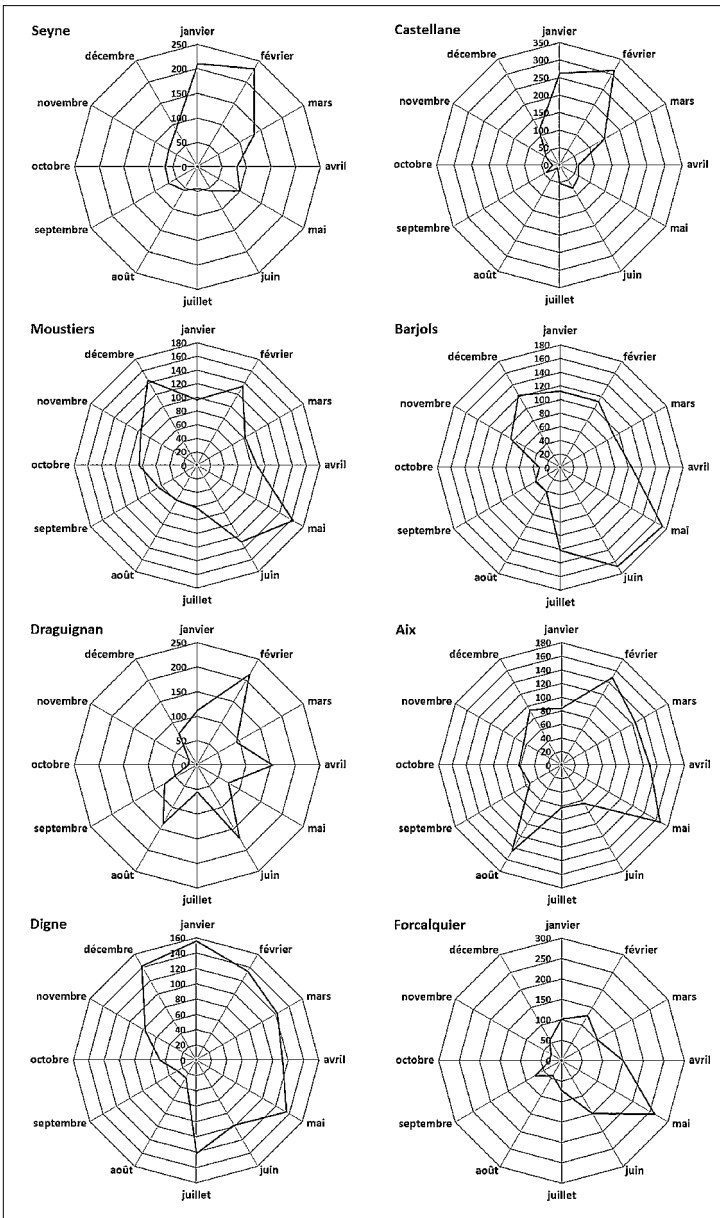 Seyne
janvier
février
mars
avril
mai
juin
juillet
août
septembre
octobre
novembre
décembre
250
200
150
100
50
0
Castellane
janvier
février
mars
avril
mai
juin
juillet
août
septembre
octobre
novembre
décembre
350
300
250
200
150
100
50
0
Moustiers
janvier
février
mars
avril
mai
juin
juillet
août
septembre
octobre
novembre
décembre
180
160
140
120
100
80
60
40
20
0
Barjols
janvier
février
mars
avril
mai
juin
juillet
août
septembre
octobre
novembre
décembre
180
160
140
120
100
80
60
40
20
0
Draguignan
janvier
février
mars
avril
mai
juin
juillet
août
septembre
octobre
novembre
décembre
250
200
150
100
50
0
Aix
janvier
février
mars
avril
mai
juin
juillet
août
septembre
octobre
novembre
décembre
180
160
140
120
100
80
60
40
20
0
Digne
janvier
février
mars
avril
mai
juin
juillet
août
septembre
octobre
novembre
décembre
160
140
120
100
80
60
40
20
0
Forcalquier
janvier
février
mars
avril
mai
juin
juillet
août
septembre
octobre
novembre
décembre
300
250
200
150
100
50
0